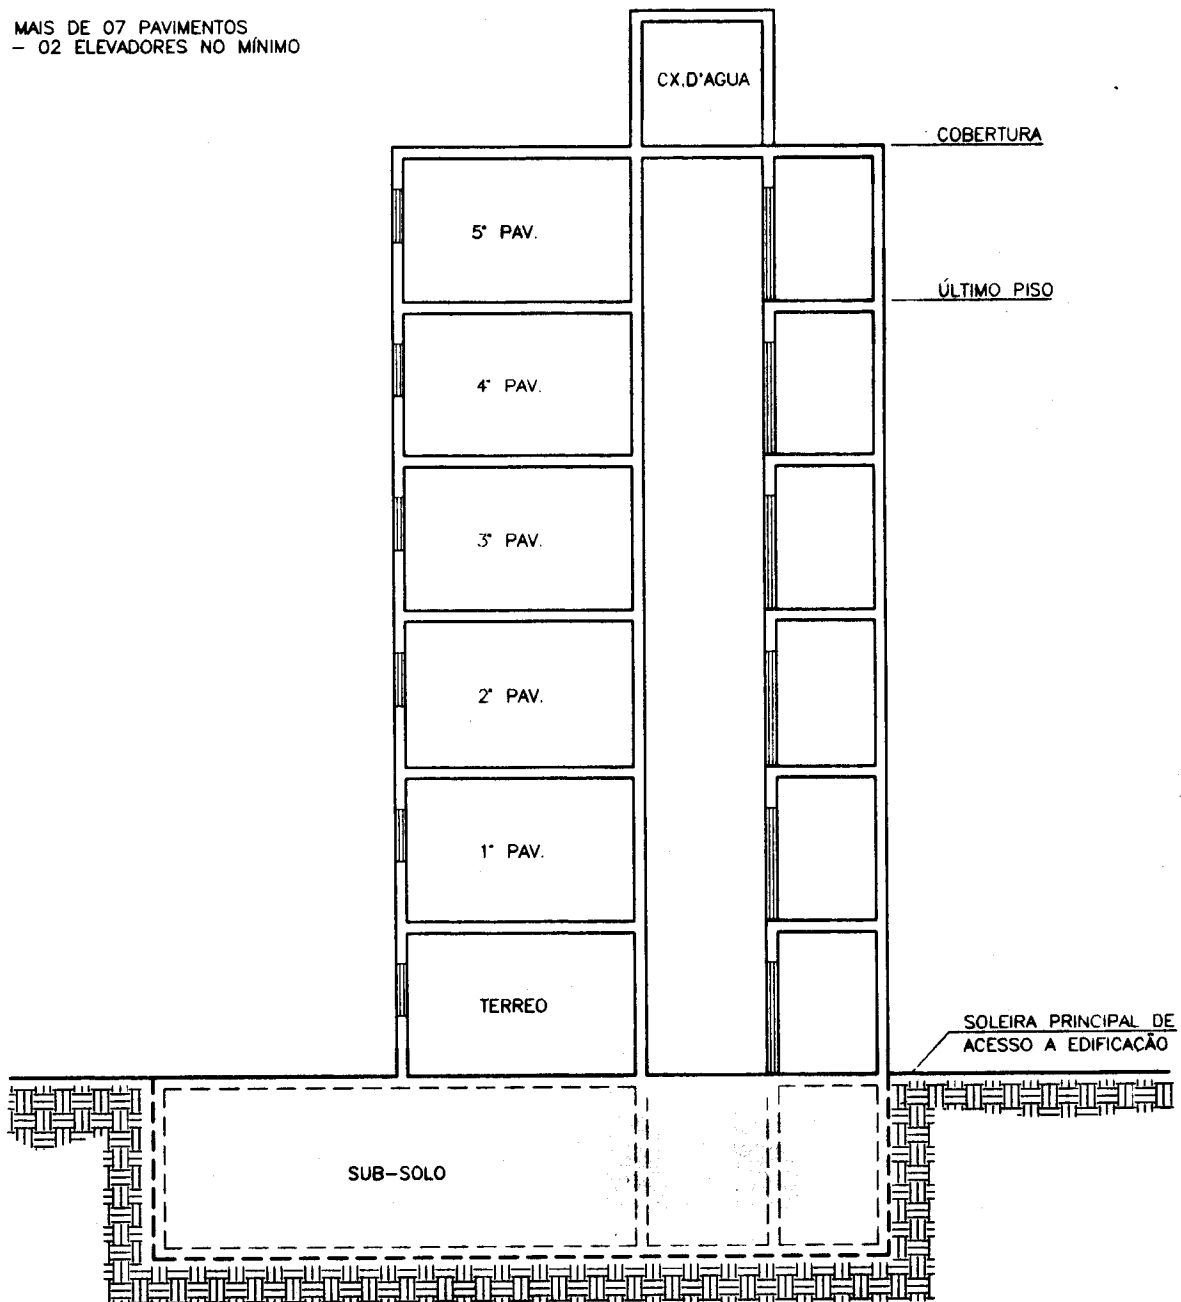 MAIS DE 07 PAVIMENTOS
– 02 ELEVADORES NO MÍNIMO
CX.D'AGUA
COBERTURA
5° PAV.
ÚLTIMO PISO
4° PAV.
3° PAV.
2° PAV.
1° PAV.
TERREO
SOLEIRA PRINCIPAL DE
ACESSO A EDIFICAÇÃO
SUB-SOLO